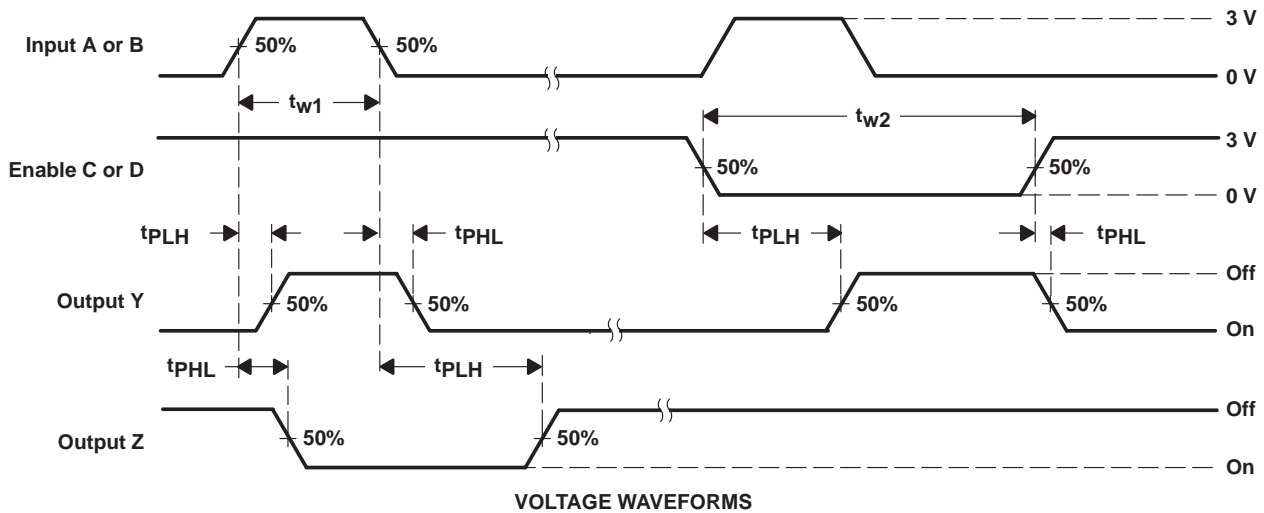 3 V
Input A or B
50%
50%
0 V
tw1
tw2
3 V
Enable C or D
50%
50%
0 V
tPLH
tPHL
tPLH
tPHL
Off
Output Y
50%
50%
50%
50%
On
tPHL
tPLH
Off
Output Z
50%
50%
On
VOLTAGE WAVEFORMS